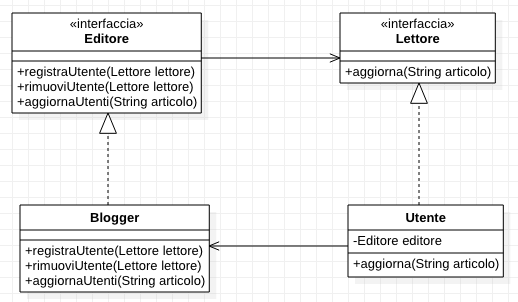 «interfaccia»
Editore
+registraUtente(Lettore lettore)
+rimuoviUtente(Lettore lettore)
+aggiornaUtenti(String articolo)
«interfaccia»
Lettore
+aggiorna(String articolo)
Blogger
+registraUtente(Lettore lettore)
+rimuoviUtente(Lettore lettore)
+aggiornaUtenti(String articolo)
Utente
-Editore editore
+aggiorna(String articolo)